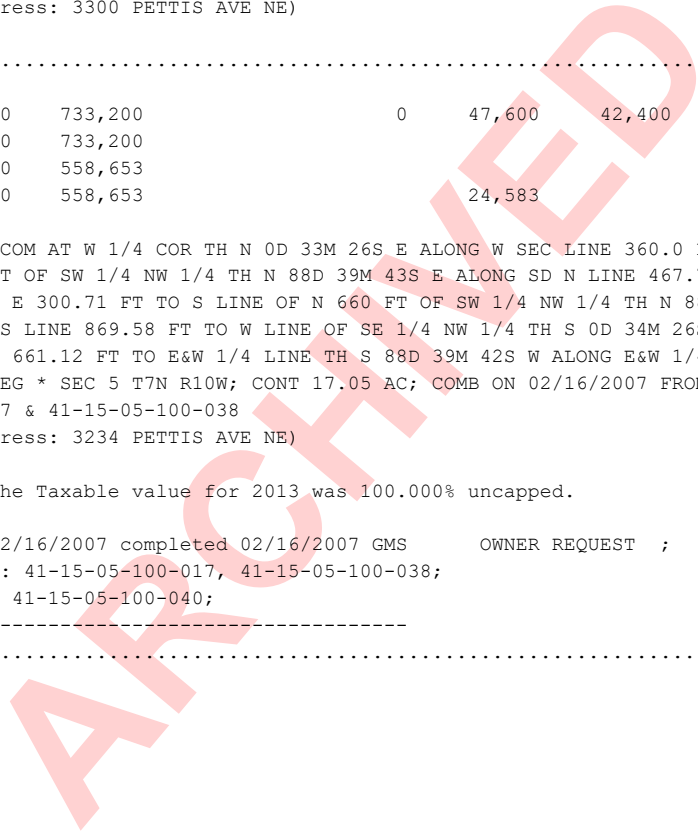 ress: 3300 PETTIS AVE NE)
............................................................
0 733,200 0 47,600 42,400
0 733,200
0 558,653
0 558,653 24,583
COM AT W 1/4 COR TH N 0D 33M 26S E ALONG W SEC LINE 360.0
T OF SW 1/4 NW 1/4 TH N 88D 39M 43S E ALONG SD N LINE 467.
E 300.71 FT TO S LINE OF N 660 FT OF SW 1/4 NW 1/4 TH N 8
S LINE 869.58 FT TO W LINE OF SE 1/4 NW 1/4 TH S 0D 34M 26
661.12 FT TO E&W 1/4 LINE TH S 88D 39M 42S W ALONG E&W 1/
EG * SEC 5 T7N R10W; CONT 17.05 AC; COMB ON 02/16/2007 FRO
7 & 41-15-05-100-038
ress: 3234 PETTIS AVE NE)
he Taxable value for 2013 was 100.000% uncapped.
2/16/2007 completed 02/16/2007 GMS OWNER REQUEST ;
: 41-15-05-100-017, 41-15-05-100-038;
41-15-05-100-040;
----------------------------------
............................................................
ARCHIVED